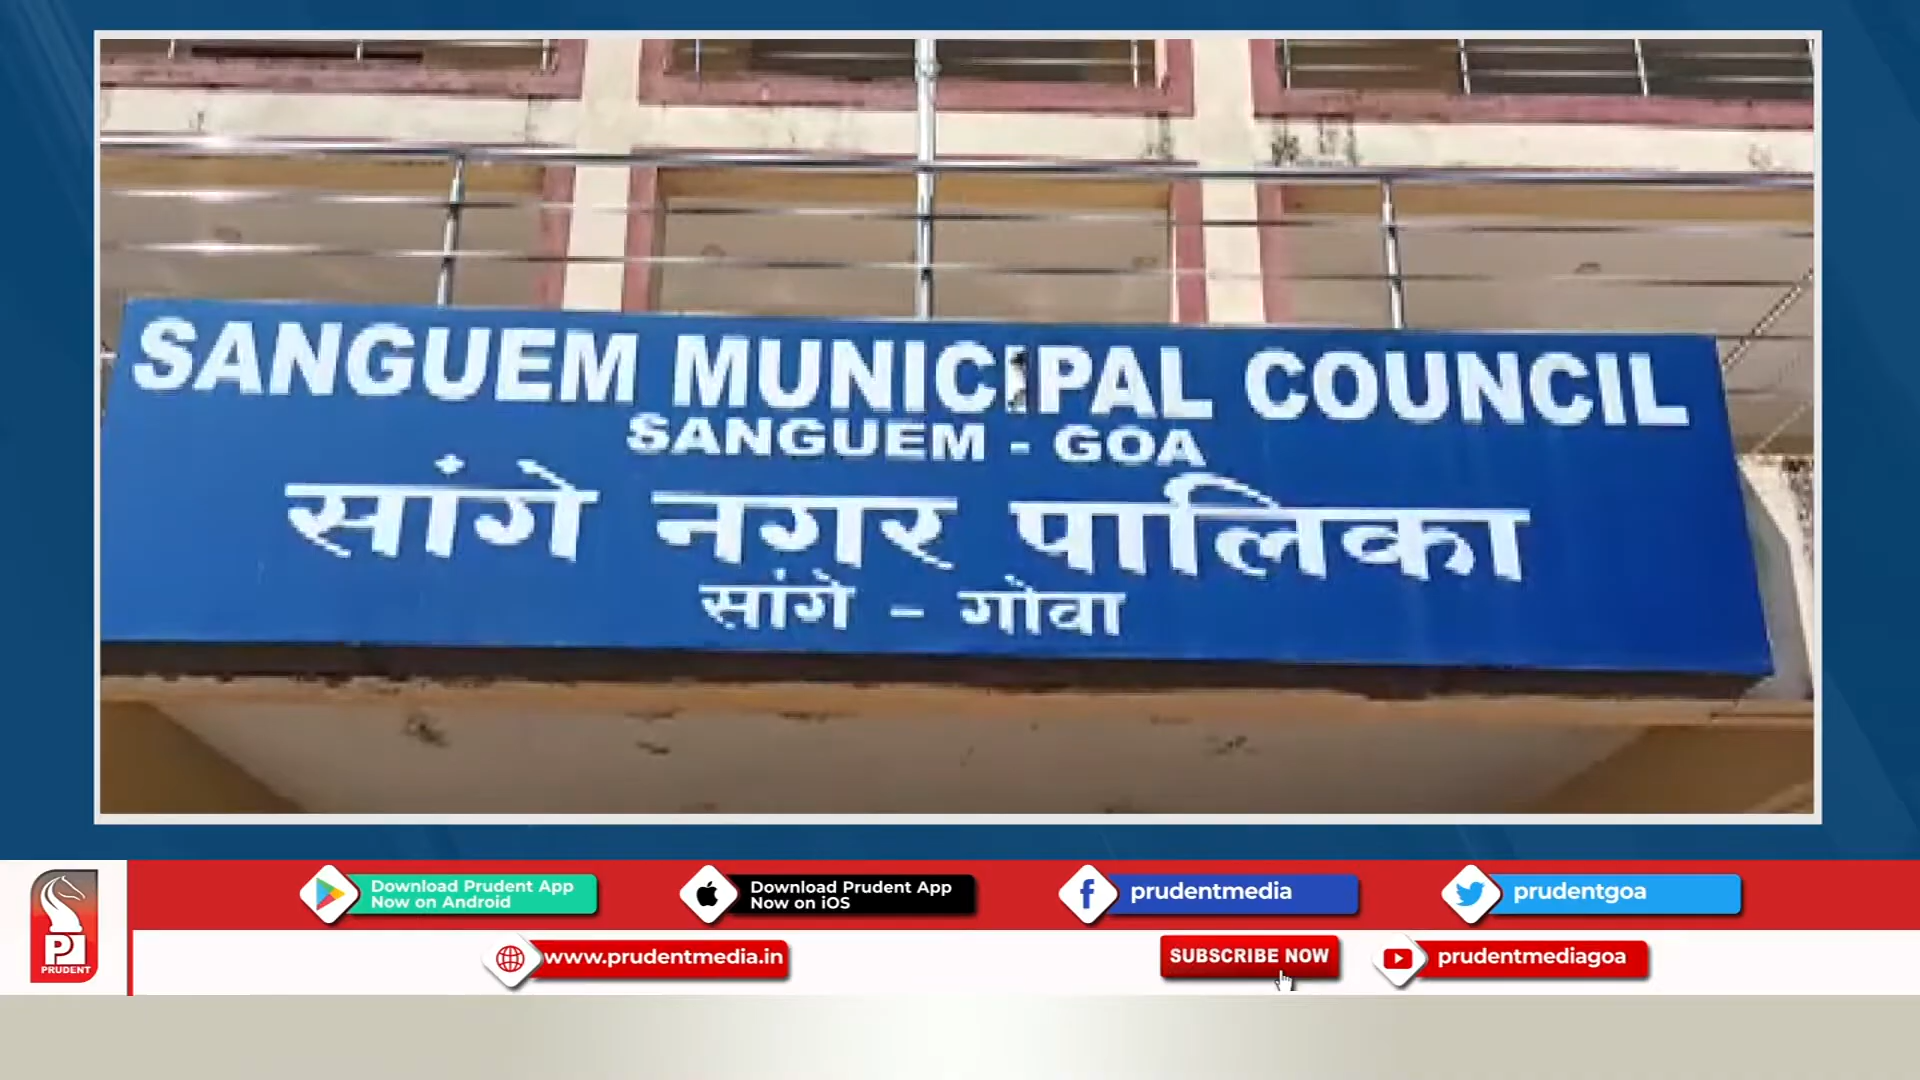 SANGUEM MUNICIPAL COUNCIL
SANGUEM - GOA
सांगे नगर पालिका
सांगे - गोवा
Download Prudent App
Now on Android
Download Prudent App
Now on iOS
prudentmedia
prudentgoa
P
PRUDENT
www.prudentmedia.in
SUBSCRIBE NOW
prudentmediagoa